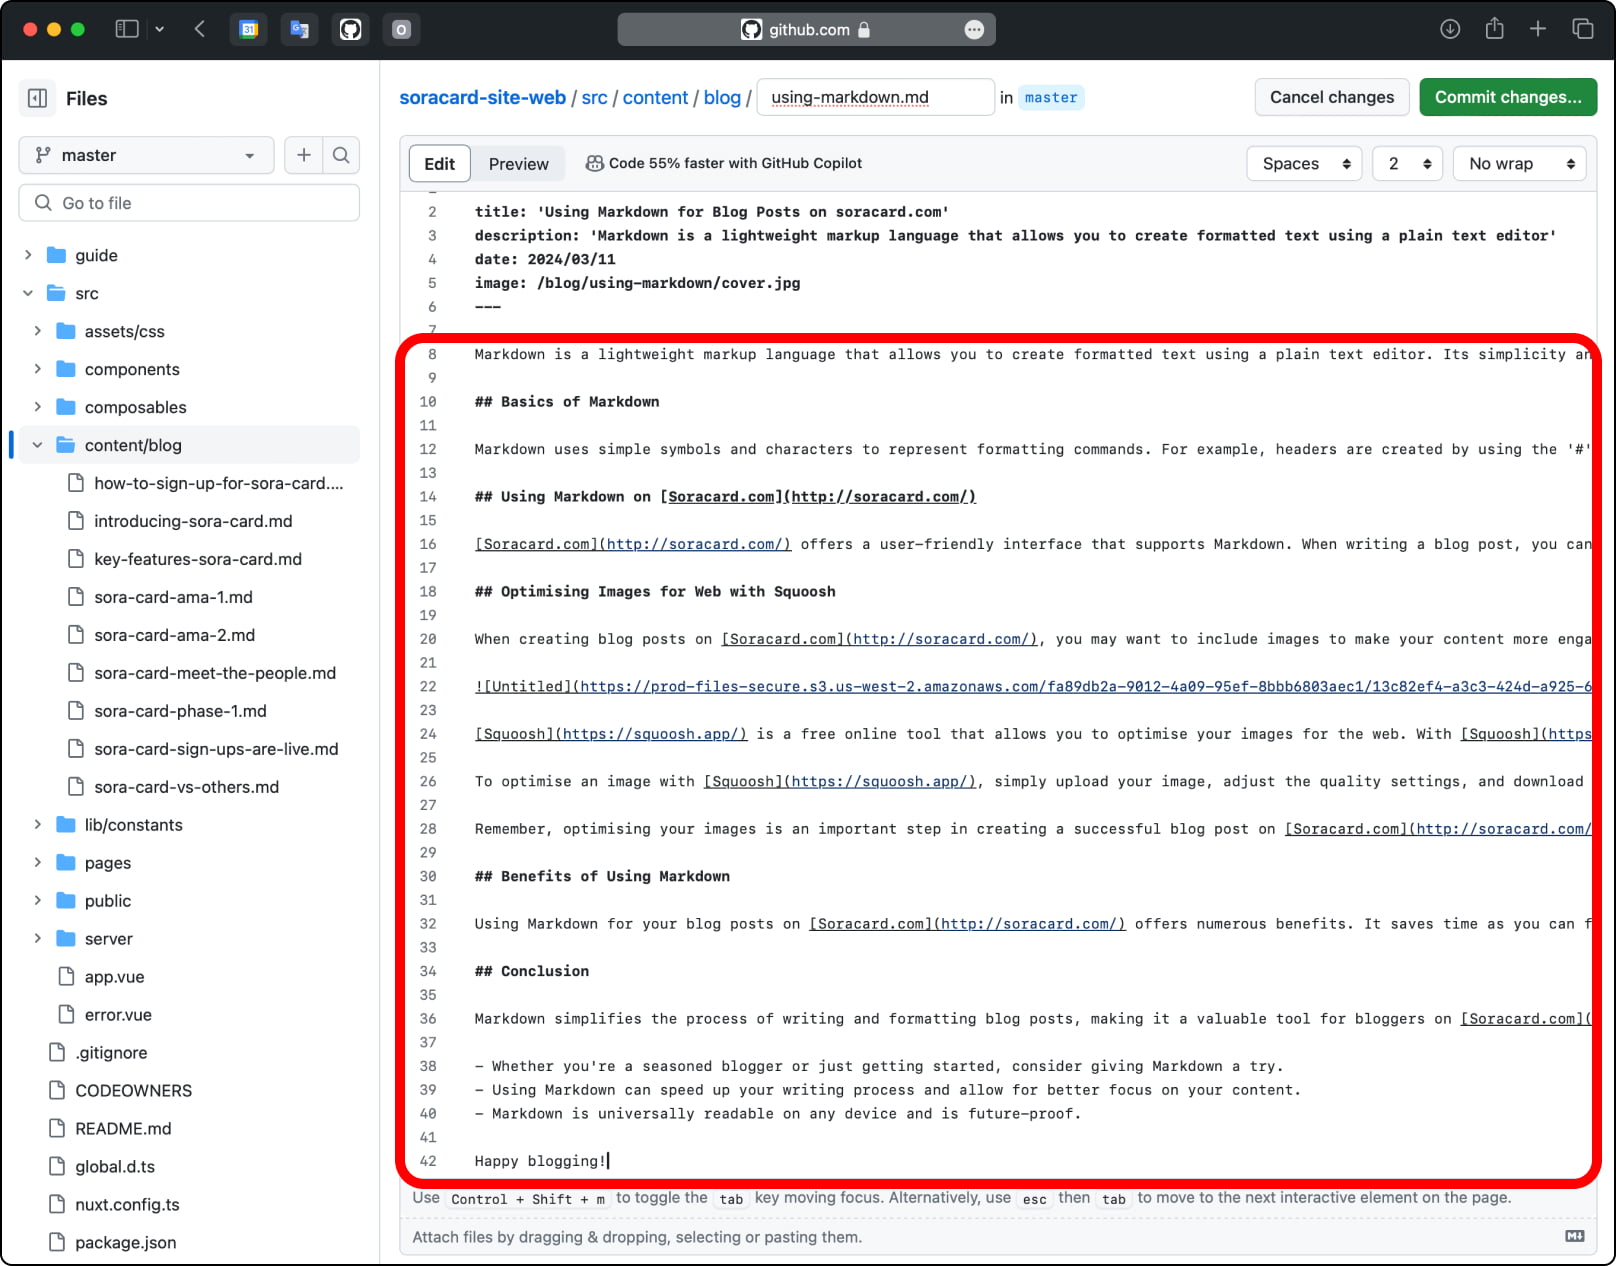 31
O
github.com
Files
soracard-site-web / src / content / blog / using-markdown.md in master
Cancel changes
Commit changes...
master
Go to file
Edit
Preview
Code 55% faster with GitHub Copilot
Spaces
2
No wrap
guide
src
assets/css
components
composables
content/blog
how-to-sign-up-for-sora-card....
introducing-sora-card.md
key-features-sora-card.md
sora-card-ama-1.md
sora-card-ama-2.md
sora-card-meet-the-people.md
sora-card-phase-1.md
sora-card-sign-ups-are-live.md
sora-card-vs-others.md
lib/constants
pages
public
server
app.vue
error.vue
.gitignore
CODEOWNERS
README.md
global.d.ts
nuxt.config.ts
package.json
2 title: 'Using Markdown for Blog Posts on soracard.com'
3 description: 'Markdown is a lightweight markup language that allows you to create formatted text using a plain text editor'
4 date: 2024/03/11
5 image: /blog/using-markdown/cover.jpg
6 ---
7
8 Markdown is a lightweight markup language that allows you to create formatted text using a plain text editor. Its simplicity an
9
10 ## Basics of Markdown
11
12 Markdown uses simple symbols and characters to represent formatting commands. For example, headers are created by using the '#'
13
14 ## Using Markdown on [Soracard.com](http://soracard.com/)
15
16 [Soracard.com](http://soracard.com/) offers a user-friendly interface that supports Markdown. When writing a blog post, you can
17
18 ## Optimising Images for Web with Squoosh
19
20 When creating blog posts on [Soracard.com](http://soracard.com/), you may want to include images to make your content more enga
21
22 ![Untitled](https://prod-files-secure.s3.us-west-2.amazonaws.com/fa89db2a-9012-4a09-95ef-8bbb6803aec1/13c82ef4-a3c3-424d-a925-6
23
24 [Squoosh](https://squoosh.app/) is a free online tool that allows you to optimise your images for the web. With [Squoosh](https
25
26 To optimise an image with [Squoosh](https://squoosh.app/), simply upload your image, adjust the quality settings, and download
27
28 Remember, optimising your images is an important step in creating a successful blog post on [Soracard.com](http://soracard.com/
29
30 ## Benefits of Using Markdown
31
32 Using Markdown for your blog posts on [Soracard.com](http://soracard.com/) offers numerous benefits. It saves time as you can f
33
34 ## Conclusion
35
36 Markdown simplifies the process of writing and formatting blog posts, making it a valuable tool for bloggers on [Soracard.com](
37
38 - Whether you're a seasoned blogger or just getting started, consider giving Markdown a try.
39 - Using Markdown can speed up your writing process and allow for better focus on your content.
40 - Markdown is universally readable on any device and is future-proof.
41
42 Happy blogging!
Use Control + Shift + m to toggle the tab key moving focus. Alternatively, use esc then tab to move to the next interactive element on the page.
Attach files by dragging & dropping, selecting or pasting them.